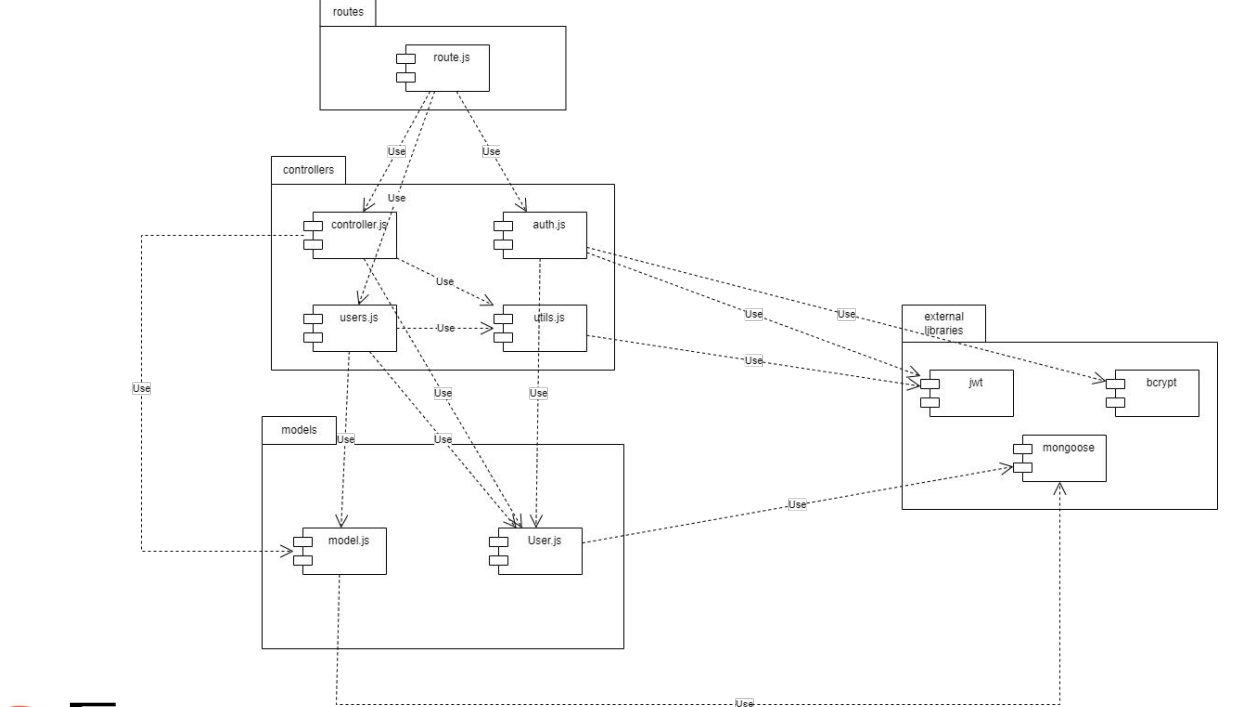 routes
route.js
Use
Use
controllers
Use
controller.js
auth.js
Use
users.js
utils.js
Use
Use
Use
external
libraries
Use
Use
jwt
bcrypt
Use
Use
Use
models
Use
Use
mongoose
Use
model.js
User.js
Use